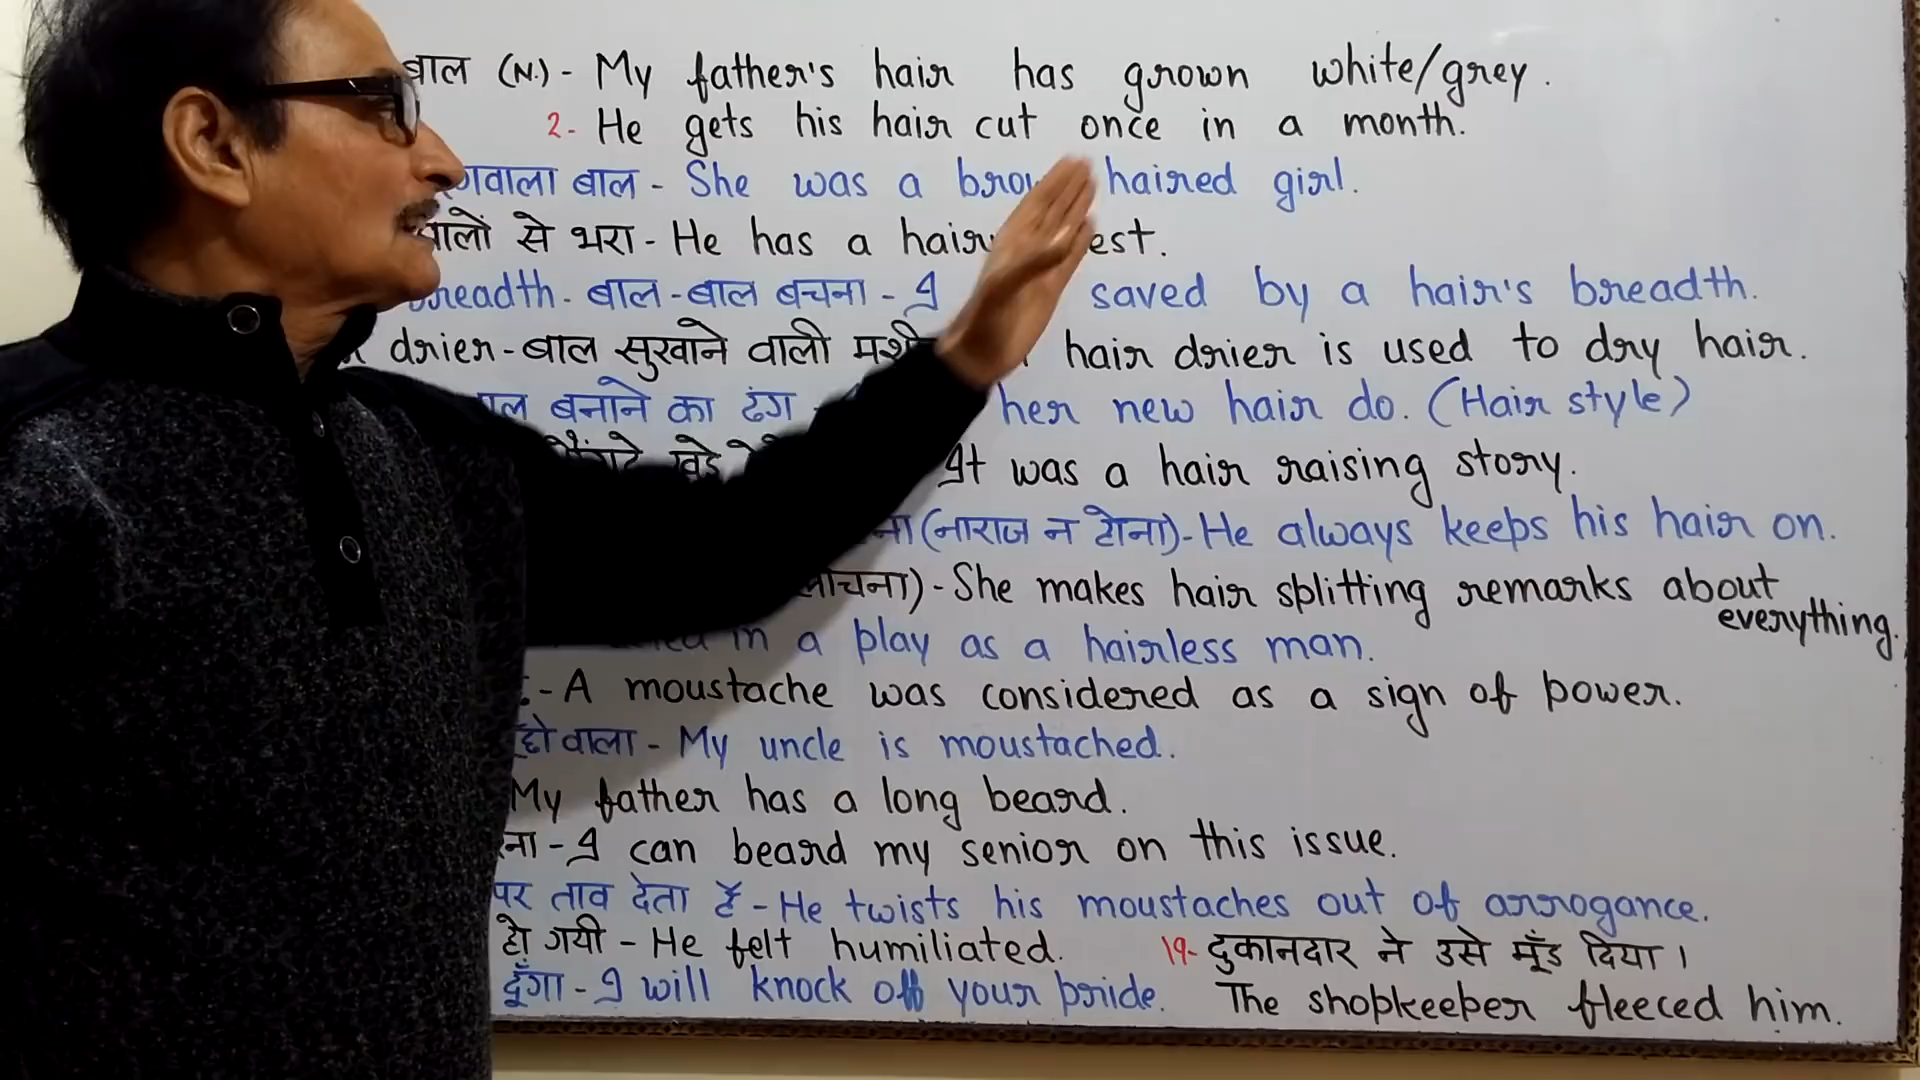 बाल (N.) - My father's hair has grown white/grey.
2- He gets his hair cut once in a month.
बाल - She was a haired girl.
से भरा - He has a
breadth. बाल-बाल बचना - I saved by a hair's breadth.
drier - बाल सुखाने वाली hair drier is used to dry hair.
बनाने का ढंग her new hair do. (Hair style)
It was a hair raising story.
(नाराज न होना) - He always keeps his hair on.
- She makes hair splitting remarks about everything.
in a play as a hairless man.
- A moustache was considered as a sign of power.
- My uncle is moustached.
My father has a long beard.
- I can beard my senior on this issue.
पर ताव देता है - He twists his moustaches out of arrogance.
हो गयी - He felt humiliated. 19- दुकानदार ने उसे मूँड दिया।
दूँगा - I will knock off your pride. The shopkeeper fleeced him.